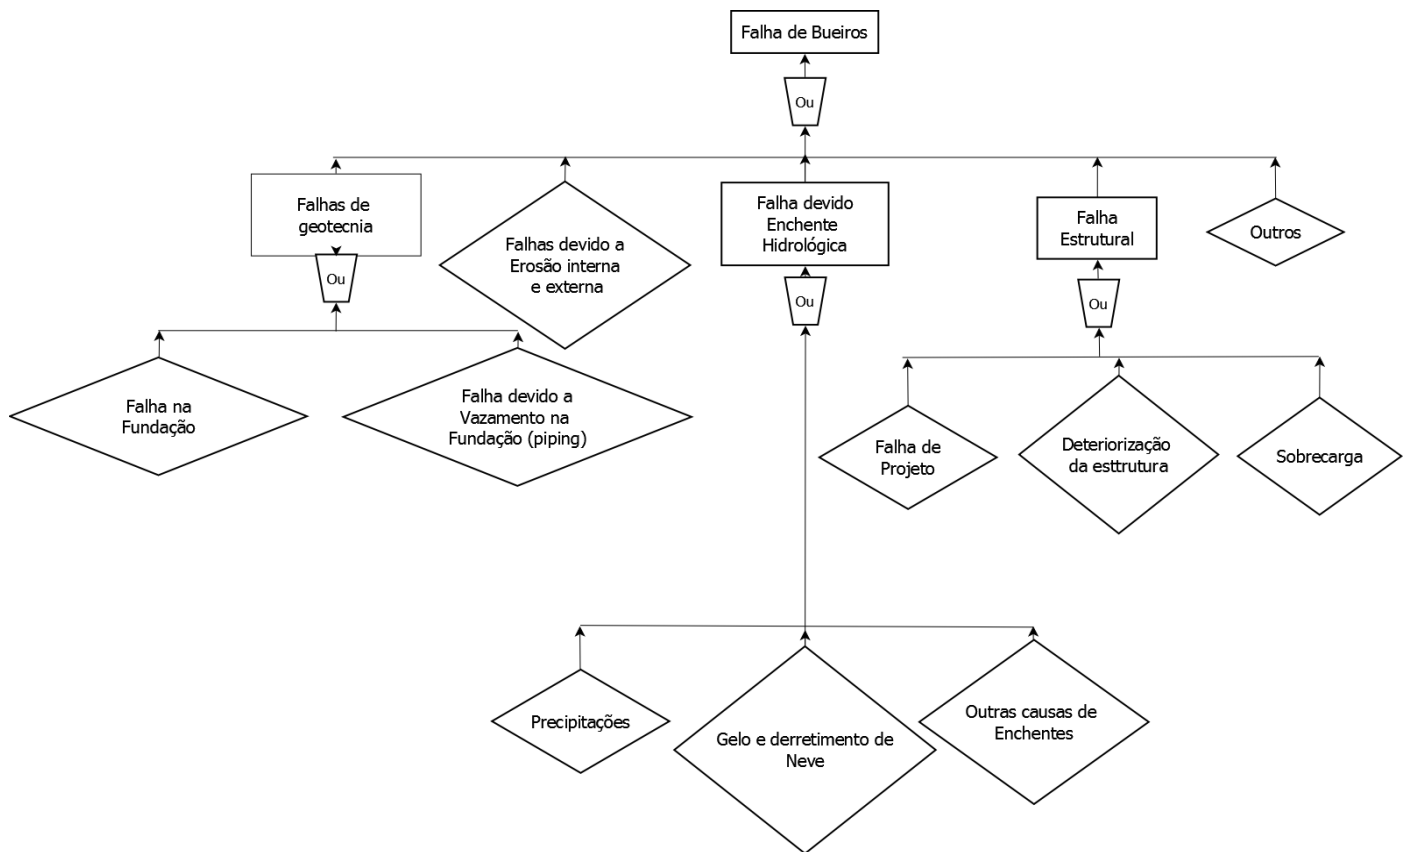 Falha de Bueiros
Ou
Falhas de
geotecnia
Ou
Falhas devido a
Erosão interna
e externa
Falha devido
Enchente
Hidrológica
Ou
Falha
Estrutural
Ou
Outros
Falha na
Fundação
Falha devido a
Vazamento na
Fundação (piping)
Falha de
Projeto
Deteriorização
da esttrutura
Sobrecarga
Precipitações
Gelo e derretimento de
Neve
Outras causas de
Enchentes